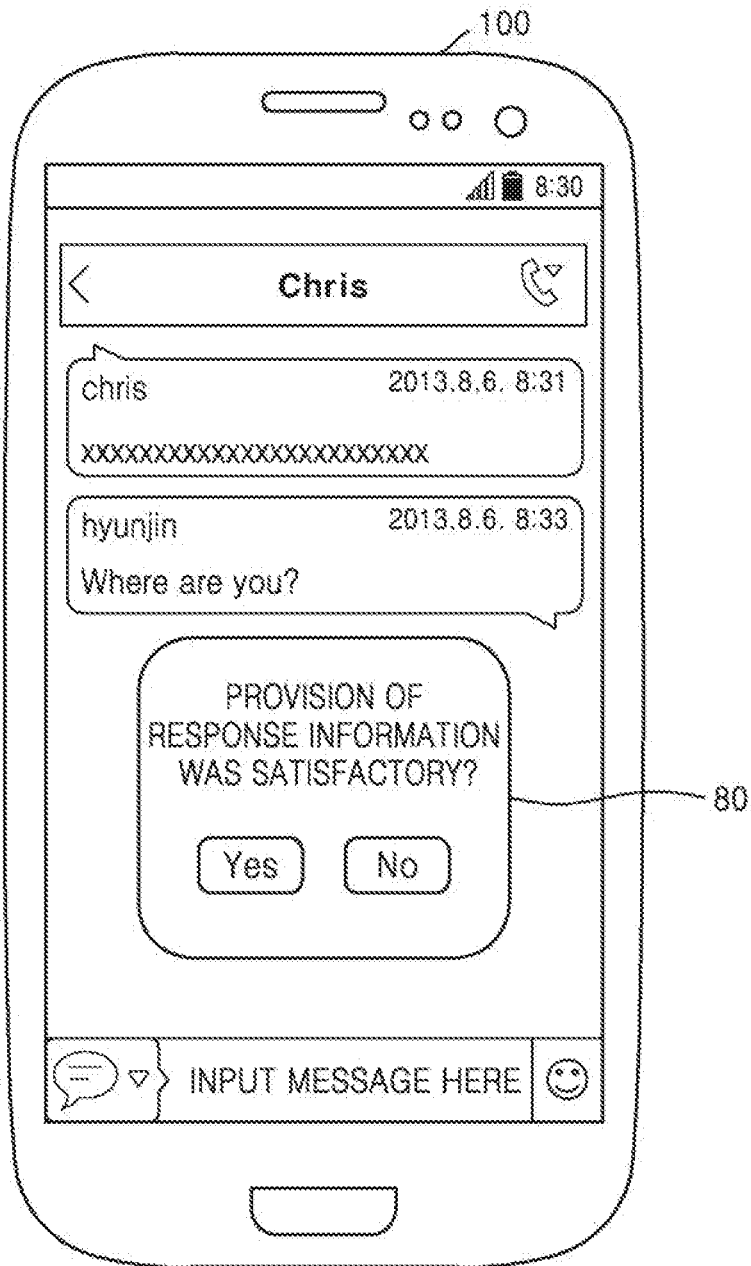 100
8:30
Chris
chris 2013.8.6. 8:31
xxxxxxxxxxxxxxxxxxxxxxxx
hyunjin 2013.8.6. 8:33
Where are you?
PROVISION OF
RESPONSE INFORMATION
WAS SATISFACTORY?
80
Yes No
INPUT MESSAGE HERE